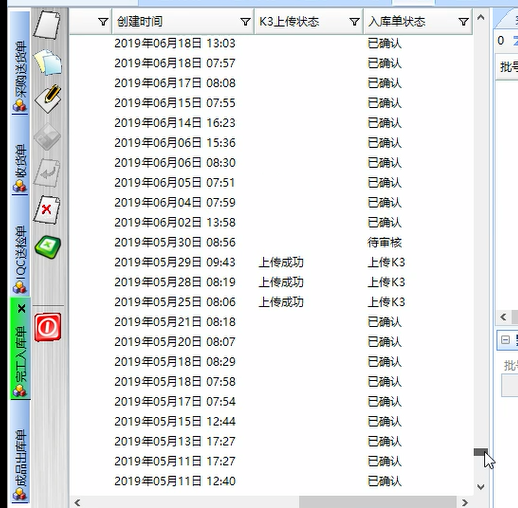 采购送货单
收货单
IQC送检单
完工入库单
成品出库单
创建时间 K3上传状态 入库单状态
2019年06月18日 13:03 已确认
2019年06月18日 07:57 已确认
2019年06月17日 08:08 已确认
2019年06月15日 07:55 已确认
2019年06月14日 16:23 已确认
2019年06月06日 15:36 已确认
2019年06月06日 08:30 已确认
2019年06月05日 07:51 已确认
2019年06月04日 07:59 已确认
2019年06月02日 13:58 已确认
2019年05月30日 08:56 待审核
2019年05月29日 09:43 上传成功 上传K3
2019年05月28日 08:19 上传成功 上传K3
2019年05月25日 08:06 上传成功 上传K3
2019年05月21日 08:18 已确认
2019年05月20日 08:07 已确认
2019年05月18日 08:29 已确认
2019年05月18日 07:58 已确认
2019年05月17日 07:54 已确认
2019年05月15日 12:44 已确认
2019年05月13日 17:27 已确认
2019年05月11日 17:27 已确认
2019年05月11日 12:40 已确认
0
批号
批号